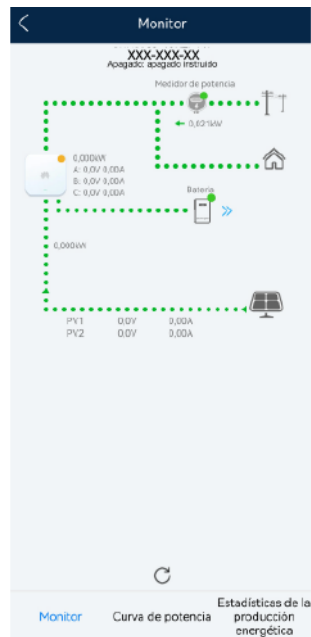 Monitor
XXX-XXX-XX
Apagado: apagado instruido
Medidor de potencia
0,021kW
0,000kW
A: 0,0V 0,00A
B: 0,0V 0,00A
C: 0,0V 0,00A
Batería
0,000kW
PV1 0,0V 0,00A
PV2 0,0V 0,00A
Monitor
Curva de potencia
Estadísticas de la
producción
energética